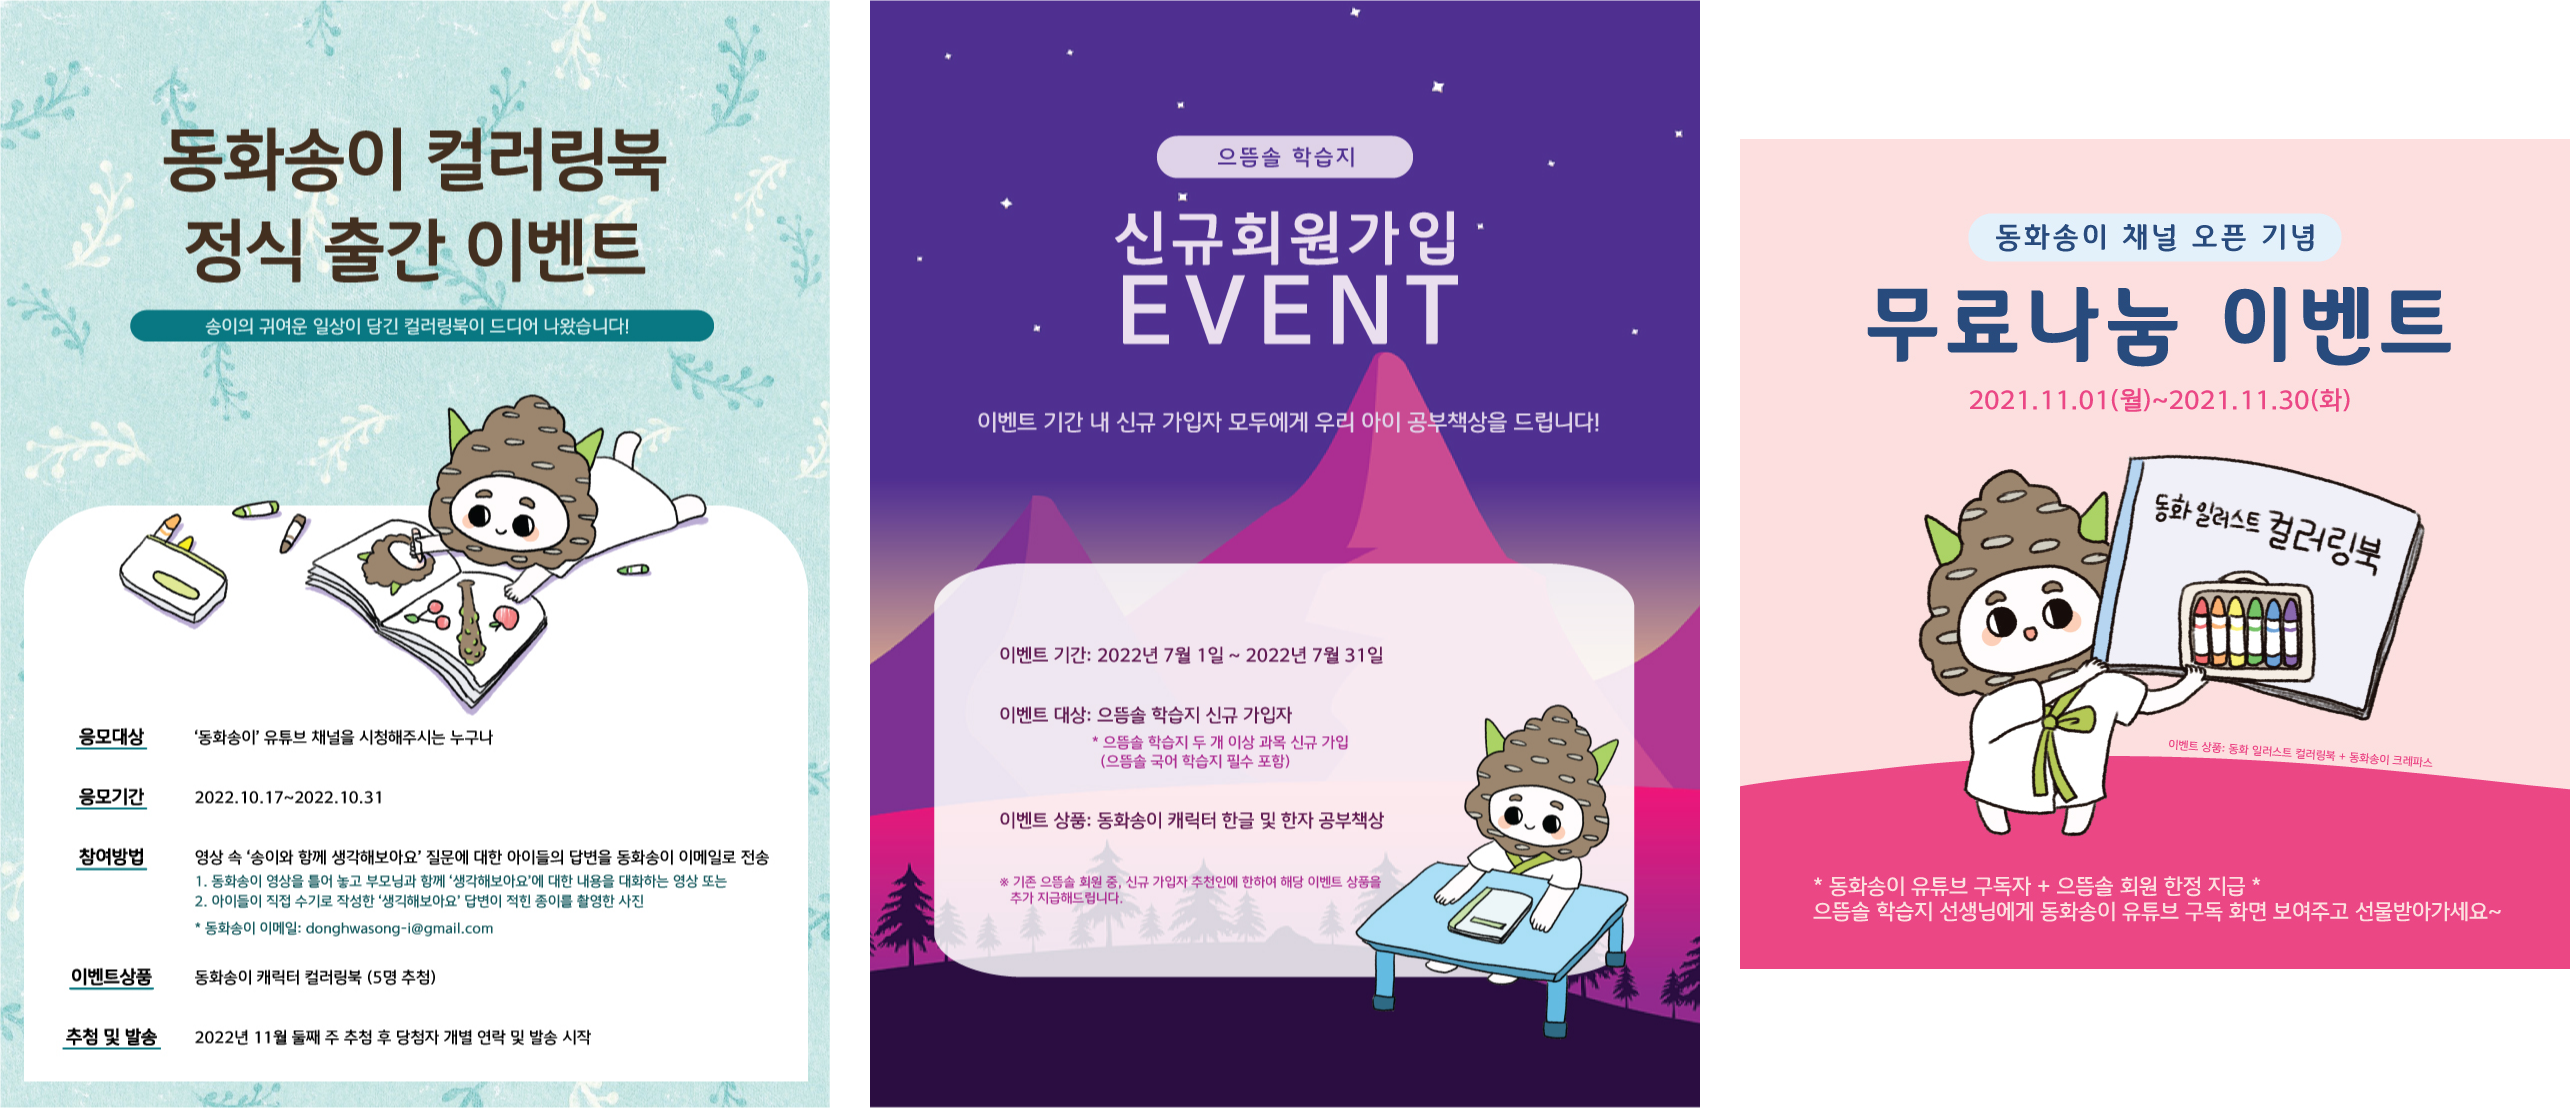 동화송이 컬러링북
정식 출간 이벤트
송이의 귀여운 일상이 담긴 컬러링북이 드디어 나왔습니다!
응모대상
‘동화송이’ 유튜브 채널을 시청해주시는 누구나
응모기간
2022.10.17~2022.10.31
참여방법
영상 속 ‘송이와 함께 생각해보아요’ 질문에 대한 아이들의 답변을 동화송이 이메일로 전송
1. 동화송이 영상을 틀어 놓고 부모님과 함께 ‘생각해보아요’에 대한 내용을 대화하는 영상 또는
2. 아이들이 직접 수기로 작성한 ‘생각해보아요’ 답변이 적힌 종이를 촬영한 사진
* 동화송이 이메일: donghwasong-i@gmail.com
이벤트상품
동화송이 캐릭터 컬러링북 (5명 추첨)
추첨 및 발송
2022년 11월 둘째 주 추첨 후 당첨자 개별 연락 및 발송 시작
으뜸솔 학습지
신규회원가입
EVENT
이벤트 기간 내 신규 가입자 모두에게 우리 아이 공부책상을 드립니다!
이벤트 기간: 2022년 7월 1일 ~ 2022년 7월 31일
이벤트 대상: 으뜸솔 학습지 신규 가입자
* 으뜸솔 학습지 두 개 이상 과목 신규 가입
(으뜸솔 국어 학습지 필수 포함)
이벤트 상품: 동화송이 캐릭터 한글 및 한자 공부책상
※ 기존 으뜸솔 회원 중, 신규 가입자 추천인에 한하여 해당 이벤트 상품을
추가 지급해드립니다.
동화송이 채널 오픈 기념
무료나눔 이벤트
2021.11.01(월)~2021.11.30(화)
동화 일러스트 컬러링북
이벤트 상품: 동화 일러스트 컬러링북 + 동화송이 크레파스
* 동화송이 유튜브 구독자 + 으뜸솔 회원 한정 지급 *
으뜸솔 학습지 선생님에게 동화송이 유튜브 구독 화면 보여주고 선물받아가세요~